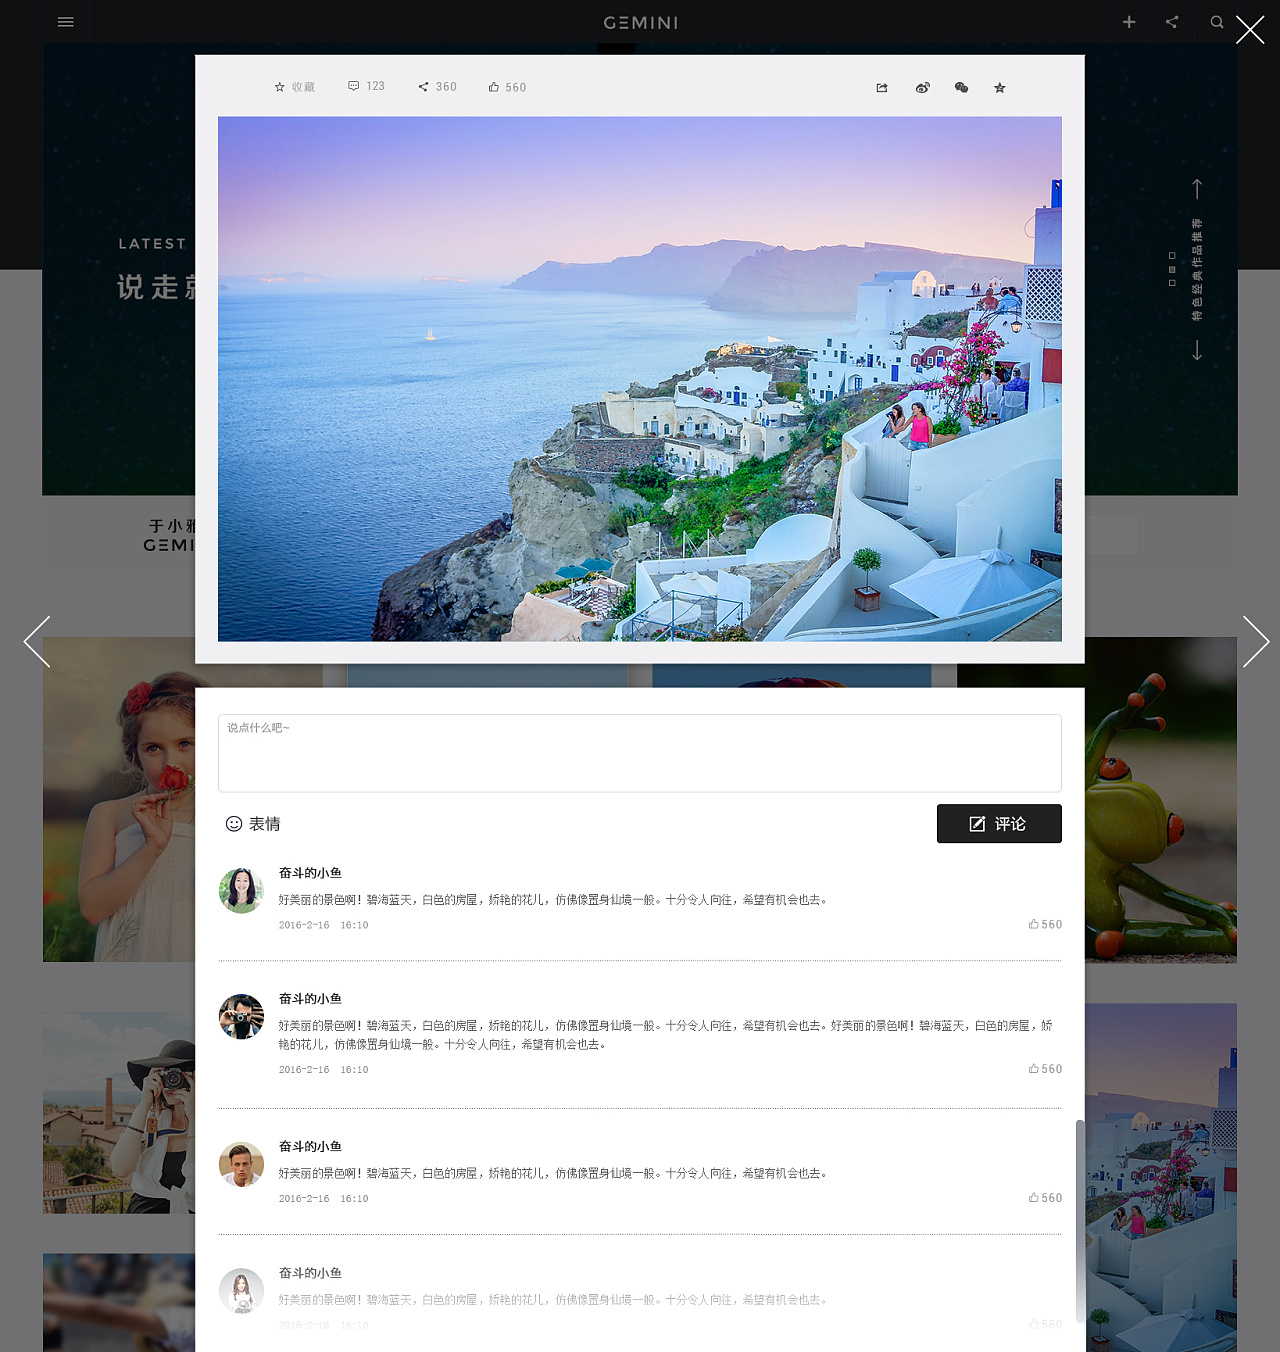 GEMINI
收藏
123
360
560
LATEST
说走就
特色经典作品推荐
于小雅
GEMI
说点什么吧~
表情
评论
奋斗的小鱼
好美丽的景色啊！碧海蓝天，白色的房屋，娇艳的花儿，仿佛像置身仙境一般。十分令人向往，希望有机会也去。
2016-2-16 16:10
560
奋斗的小鱼
好美丽的景色啊！碧海蓝天，白色的房屋，娇艳的花儿，仿佛像置身仙境一般。十分令人向往，希望有机会也去。好美丽的景色啊！碧海蓝天，白色的房屋，娇
艳的花儿，仿佛像置身仙境一般。十分令人向往，希望有机会也去。
2016-2-16 16:10
560
奋斗的小鱼
好美丽的景色啊！碧海蓝天，白色的房屋，娇艳的花儿，仿佛像置身仙境一般。十分令人向往，希望有机会也去。
2016-2-16 16:10
560
奋斗的小鱼
好美丽的景色啊！碧海蓝天，白色的房屋，娇艳的花儿，仿佛像置身仙境一般。十分令人向往，希望有机会也去。
2016-2-16 16:10
560